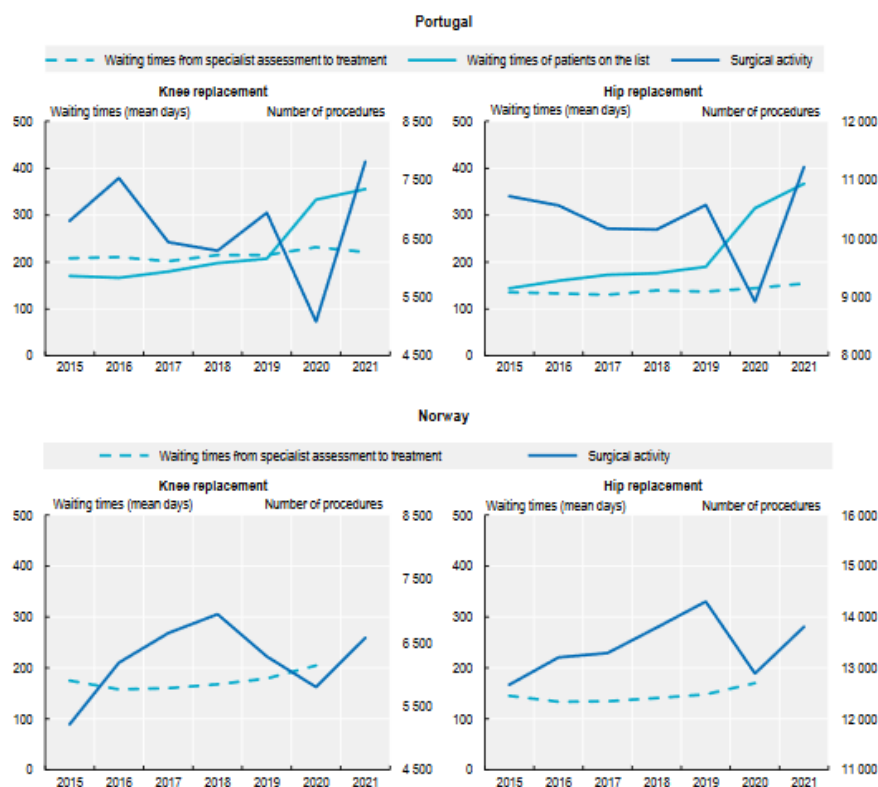 Portugal
Waiting times from specialist assessment to treatment Waiting times of patients on the list Surgical activity
Knee replacement
Waiting times (mean days) Number of procedures
500 8 500
400 7 500
300 6 500
200 5 500
100
0 4 500
2015 2016 2017 2018 2019 2020 2021
Hip replacement
Waiting times (mean days) Number of procedures
500 12 000
400 11 000
300 10 000
200 9 000
100
0 8 000
2015 2016 2017 2018 2019 2020 2021
Norway
Waiting times from specialist assessment to treatment Surgical activity
Knee replacement
Waiting times (mean days) Number of procedures
500 8 500
400 7 500
300 6 500
200 5 500
100
0 4 500
2015 2016 2017 2018 2019 2020 2021
Hip replacement
Waiting times (mean days) Number of procedures
500 16 000
400 15 000
300 14 000
200 13 000
100 12 000
0 11 000
2015 2016 2017 2018 2019 2020 2021